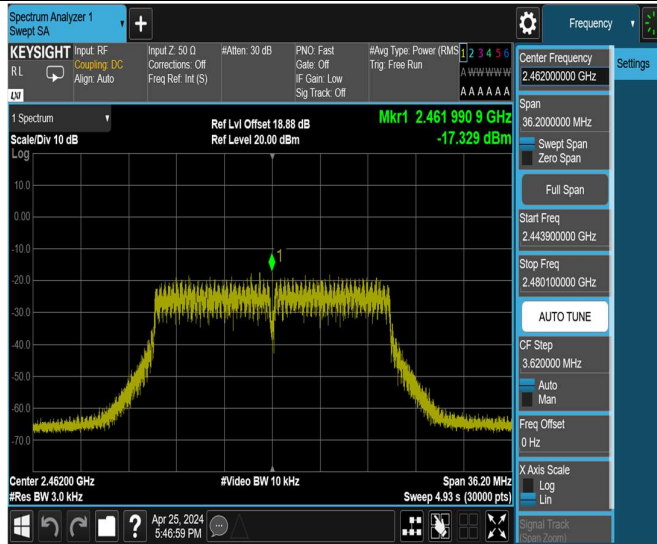 Spectrum Analyzer 1
Swept SA
Frequency
KEYSIGHT
RL
LXI
Input: RF
Coupling: DC
Align: Auto
Input Z: 50 Ω
Corrections: Off
Freq Ref: Int (S)
#Atten: 30 dB
PNO: Fast
Gate: Off
IF Gain: Low
Sig Track: Off
#Avg Type: Power (RMS
Trig: Free Run
1 2 3 4 5 6
A W W W W W
A A A A A A
Center Frequency
2.462000000 GHz
Settings
Span
36.2000000 MHz
Swept Span
Zero Span
Full Span
Start Freq
2.443900000 GHz
Stop Freq
2.480100000 GHz
AUTO TUNE
CF Step
3.620000 MHz
Auto
Man
Freq Offset
0 Hz
X Axis Scale
Log
Lin
Signal Track
(Span Zoom)
1 Spectrum
Scale/Div 10 dB
Log
Ref Lvl Offset 18.88 dB
Ref Level 20.00 dBm
Mkr1 2.461 990 9 GHz
-17.329 dBm
10.0
0.00
-10.0
-20.0
-30.0
-40.0
-50.0
-60.0
-70.0
1
Center 2.46200 GHz
#Res BW 3.0 kHz
#Video BW 10 kHz
Span 36.20 MHz
Sweep 4.93 s (30000 pts)
?
Apr 25, 2024
5:46:59 PM